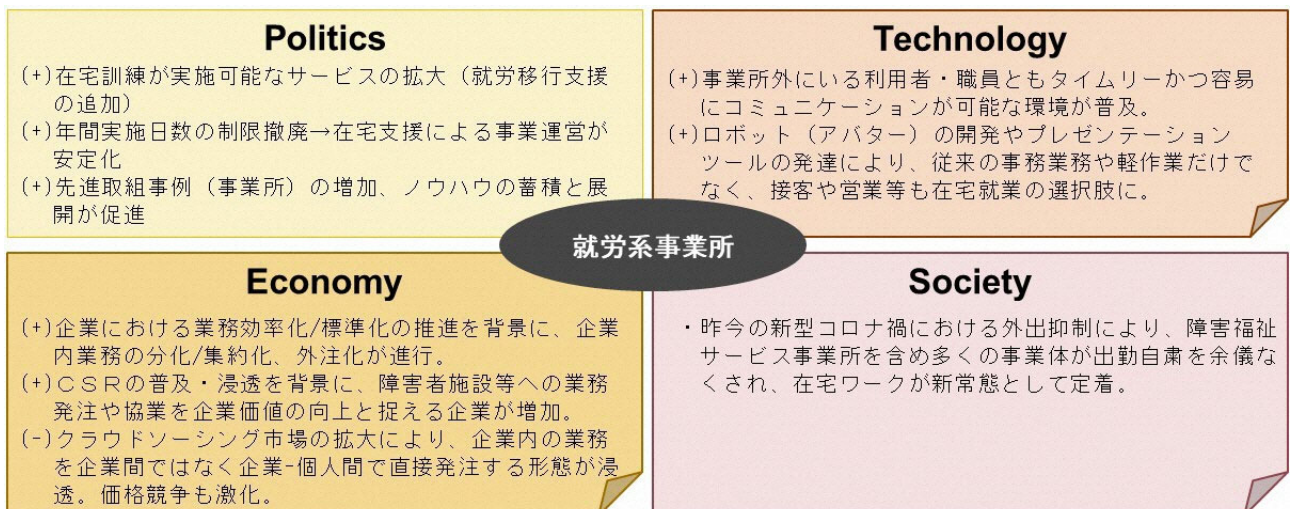 Politics
(+)在宅訓練が実施可能なサービスの拡大（就労移行支援
の追加）
(+)年間実施日数の制限撤廃→在宅支援による事業運営が
安定化
(+)先進取組事例（事業所）の増加、ノウハウの蓄積と展
開が促進
Technology
(+)事業所外にいる利用者・職員ともタイムリーかつ容易
にコミュニケーションが可能な環境が普及。
(+)ロボット（アバター）の開発やプレゼンテーション
ツールの発達により、従来の事務業務や軽作業だけで
なく、接客や営業等も在宅就業の選択肢に。
就労系事業所
Economy
(+)企業における業務効率化/標準化の推進を背景に、企業
内業務の分化/集約化、外注化が進行。
(+)ＣＳＲの普及・浸透を背景に、障害者施設等への業務
発注や協業を企業価値の向上と捉える企業が増加。
(-)クラウドソーシング市場の拡大により、企業内の業務
を企業間ではなく企業-個人間で直接発注する形態が浸
透。価格競争も激化。
Society
・昨今の新型コロナ禍における外出抑制により、障害福祉
サービス事業所を含め多くの事業体が出勤自粛を余儀な
くされ、在宅ワークが新常態として定着。